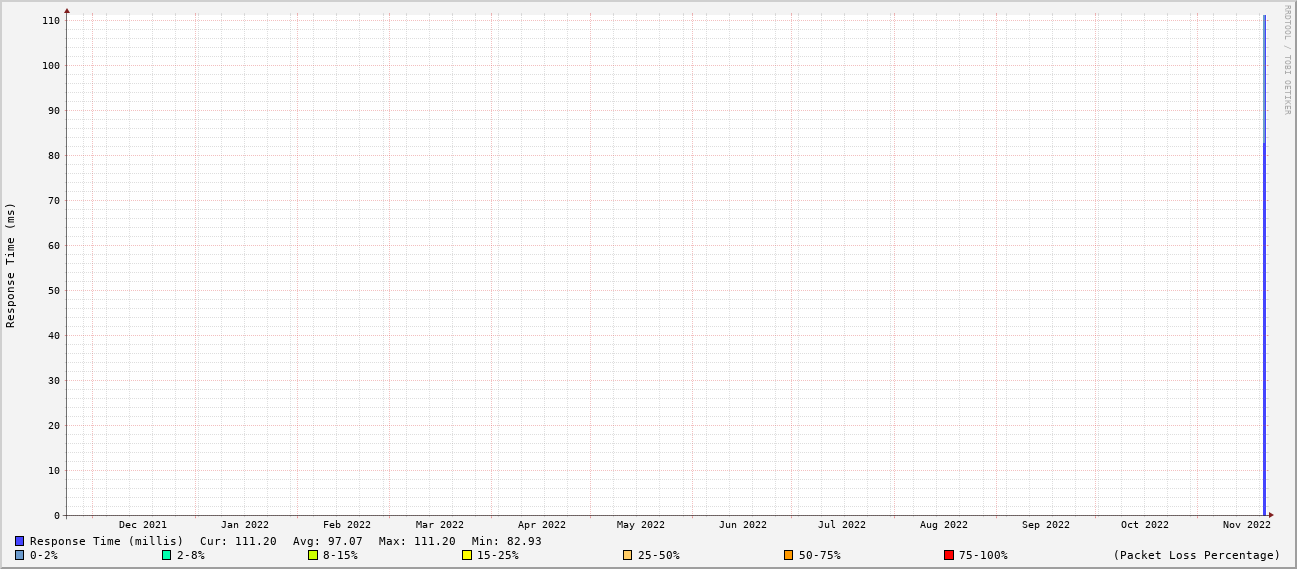 RRDTOOL / TOBI OETIKER
Response Time (ms)
110
100
90
80
70
60
50
40
30
20
10
0
Dec 2021 Jan 2022 Feb 2022 Mar 2022 Apr 2022 May 2022 Jun 2022 Jul 2022 Aug 2022 Sep 2022 Oct 2022 Nov 2022
Response Time (millis) Cur: 111.20 Avg: 97.07 Max: 111.20 Min: 82.93
0-2% 2-8% 8-15% 15-25% 25-50% 50-75% 75-100% (Packet Loss Percentage)